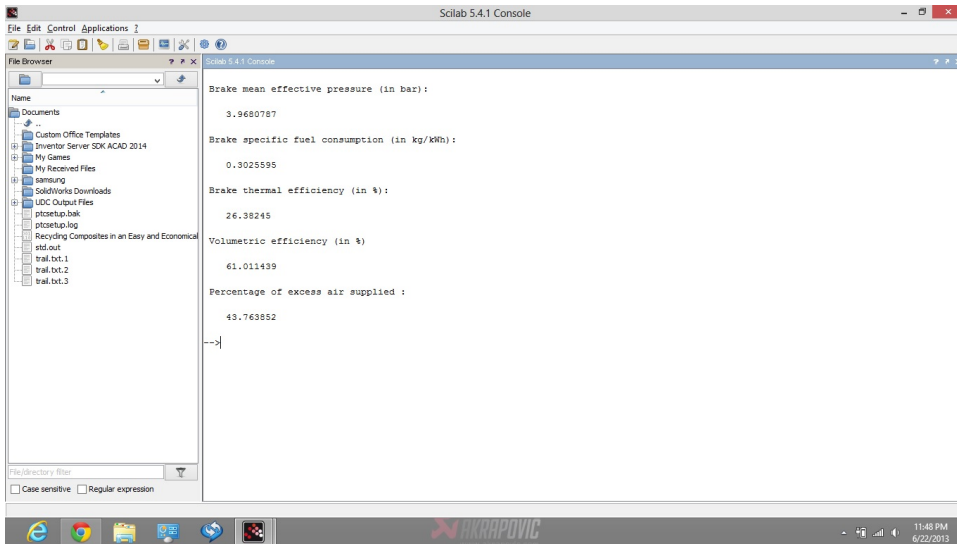 Scilab 5.4.1 Console
File Edit Control Applications ?
File Browser
Scilab 5.4.1 Console
Name
Documents
..
Custom Office Templates
Inventor Server SDK ACAD 2014
My Games
My Received Files
samsung
SolidWorks Downloads
UDC Output Files
ptcsetup.bak
ptcsetup.log
Recycling Composites in an Easy and Economical
std.out
trail.txt.1
trail.txt.2
trail.txt.3
File/directory filter
Case sensitive Regular expression
Brake mean effective pressure (in bar):
3.9680787
Brake specific fuel consumption (in kg/kWh):
0.3025595
Brake thermal efficiency (in %):
26.38245
Volumetric efficiency (in %)
61.011439
Percentage of excess air supplied :
43.763852
-->
AKRAPOVIC
11:48 PM
6/22/2013